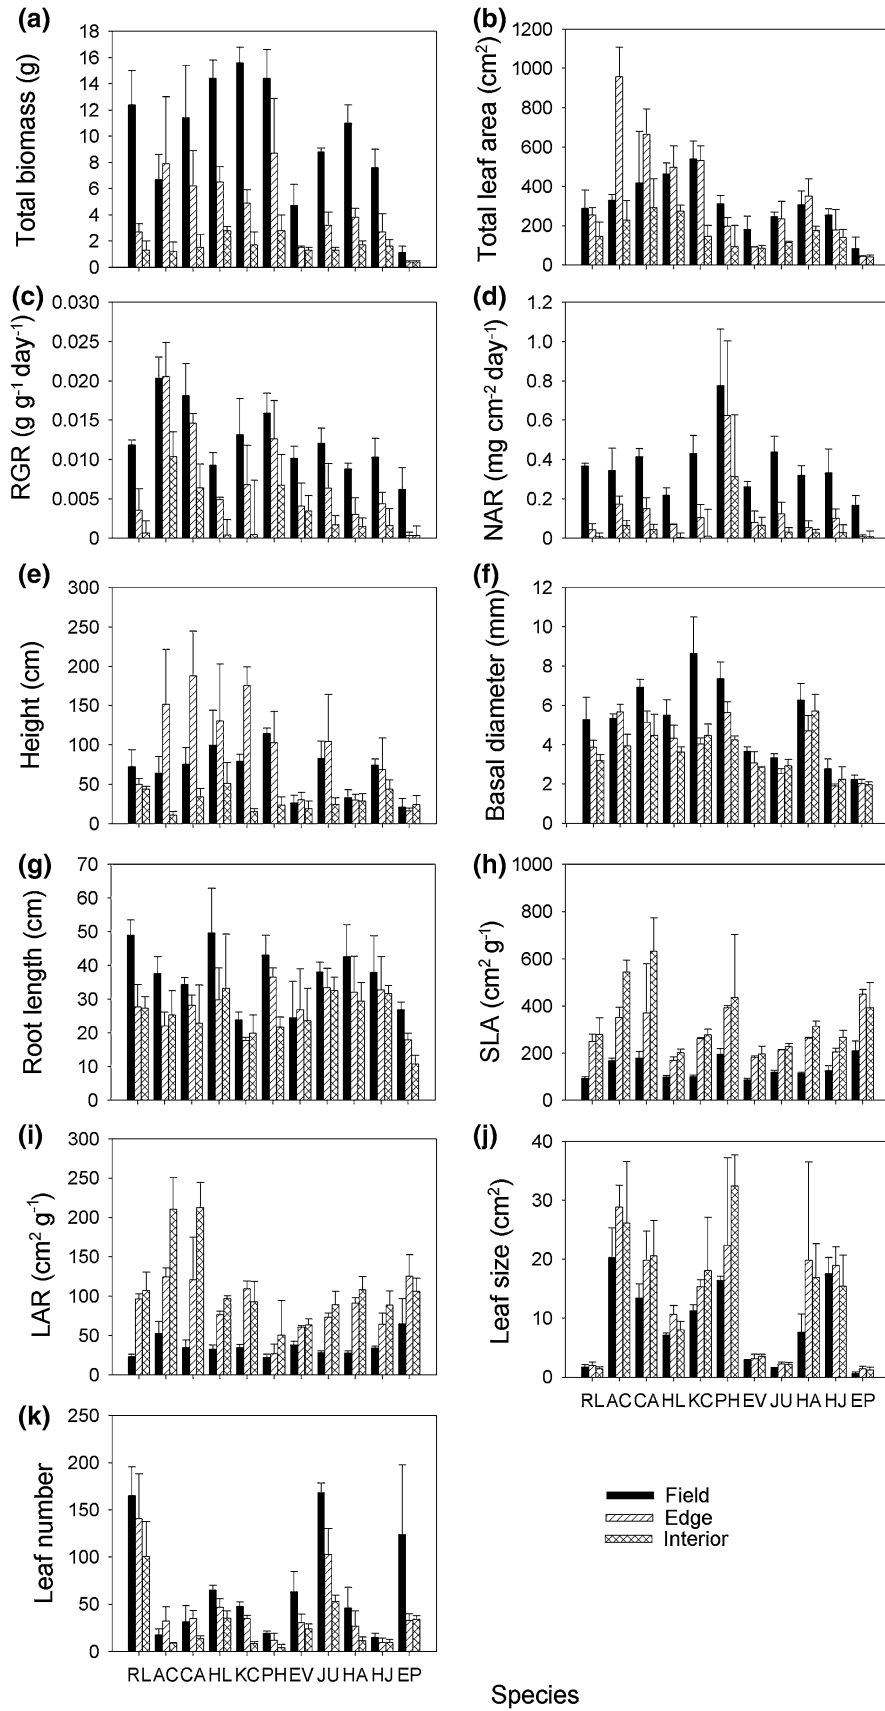 (a)
Total biomass (g)
18
16
14
12
10
8
6
4
2
0
(b)
Total leaf area (cm²)
1200
1000
800
600
400
200
0
(c)
RGR (g g⁻¹ day⁻¹)
0.030
0.025
0.020
0.015
0.010
0.005
0
(d)
NAR (mg cm⁻² day⁻¹)
1.2
1.0
0.8
0.6
0.4
0.2
0
(e)
Height (cm)
300
250
200
150
100
50
0
(f)
Basal diameter (mm)
12
10
8
6
4
2
0
(g)
Root length (cm)
70
60
50
40
30
20
10
0
(h)
SLA (cm² g⁻¹)
1000
800
600
400
200
0
(i)
LAR (cm² g⁻¹)
300
250
200
150
100
50
0
(j)
Leaf size (cm²)
40
30
20
10
0
RL AC CA HL KC PH EV JU HA HJ EP
(k)
Leaf number
250
200
150
100
50
0
RL AC CA HL KC PH EV JU HA HJ EP
Field
Edge
Interior
Species